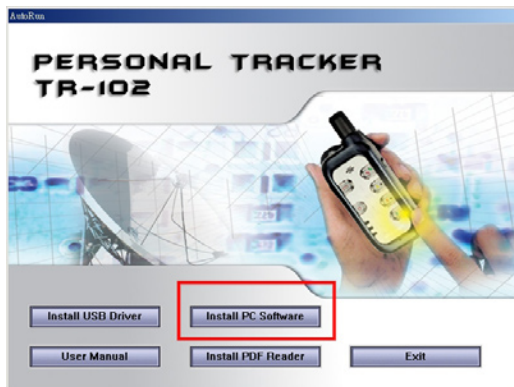 AutoRun
PERSONAL TRACKER
TR-102
Install USB Driver
Install PC Software
User Manual
Install PDF Reader
Exit